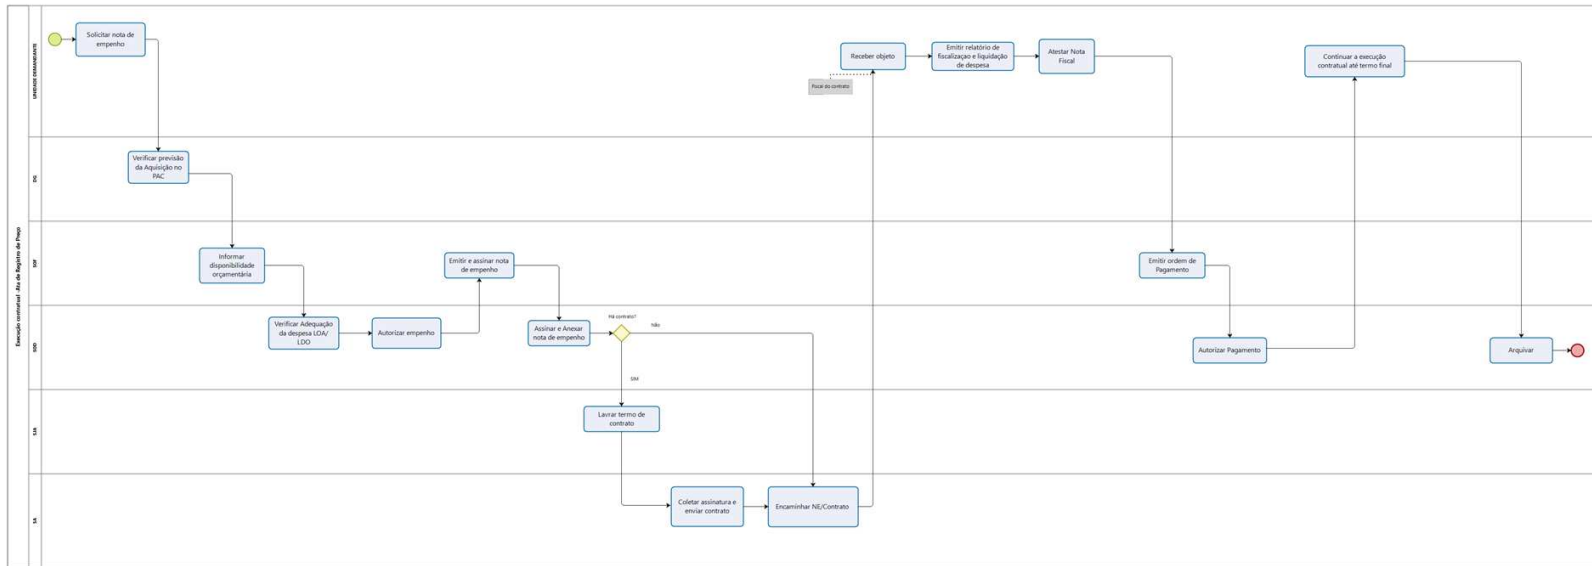 Execução contratual -Ata de Registro de Preço
UNIDADE DEMANDANTE
Solicitar nota de
empenho
Receber objeto
Fiscal do contrato
Emitir relatório de
fiscalizaçao e liquidação
de despesa
Atestar Nota
Fiscal
Continuar a execução
contratual até termo final
DG
Verificar previsão
da Aquisição no
PAC
SOF
Informar
disponibilidade
orçamentária
Emitir e assinar nota
de empenho
Emitir ordem de
Pagamento
SOD
Verificar Adequação
da despesa LOA/
LDO
Autorizar empenho
Assinar e Anexar
nota de empenho
Há contrato?
Não
SIM
Autorizar Pagamento
Arquivar
SJA
Lavrar termo de
contrato
SA
Coletar assinatura e
enviar contrato
Encaminhar NE/Contrato